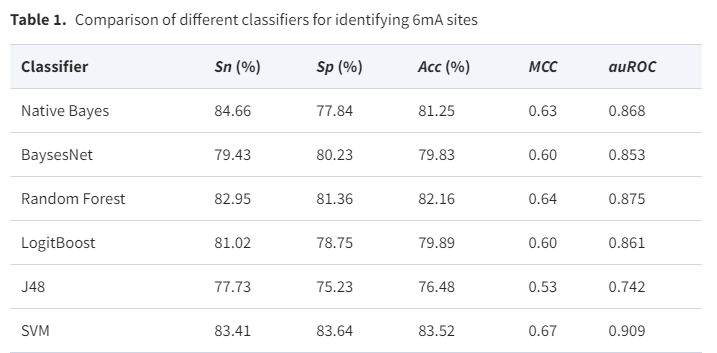 Table 1. Comparison of different classifiers for identifying 6mA sites
Classifier Sn (%) Sp (%) Acc (%) MCC auROC
Native Bayes 84.66 77.84 81.25 0.63 0.868
BaysesNet 79.43 80.23 79.83 0.60 0.853
Random Forest 82.95 81.36 82.16 0.64 0.875
LogitBoost 81.02 78.75 79.89 0.60 0.861
J48 77.73 75.23 76.48 0.53 0.742
SVM 83.41 83.64 83.52 0.67 0.909